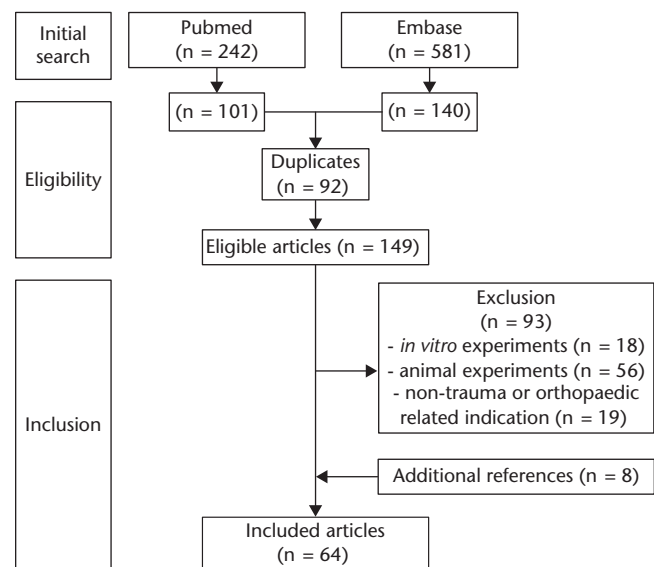 Initial
search
Pubmed
(n = 242)
Embase
(n = 581)
Eligibility
(n = 101)
(n = 140)
Duplicates
(n = 92)
Eligible articles (n = 149)
Inclusion
Exclusion
(n = 93)
- in vitro experiments (n = 18)
- animal experiments (n = 56)
- non-trauma or orthopaedic
related indication (n = 19)
Additional references (n = 8)
Included articles
(n = 64)